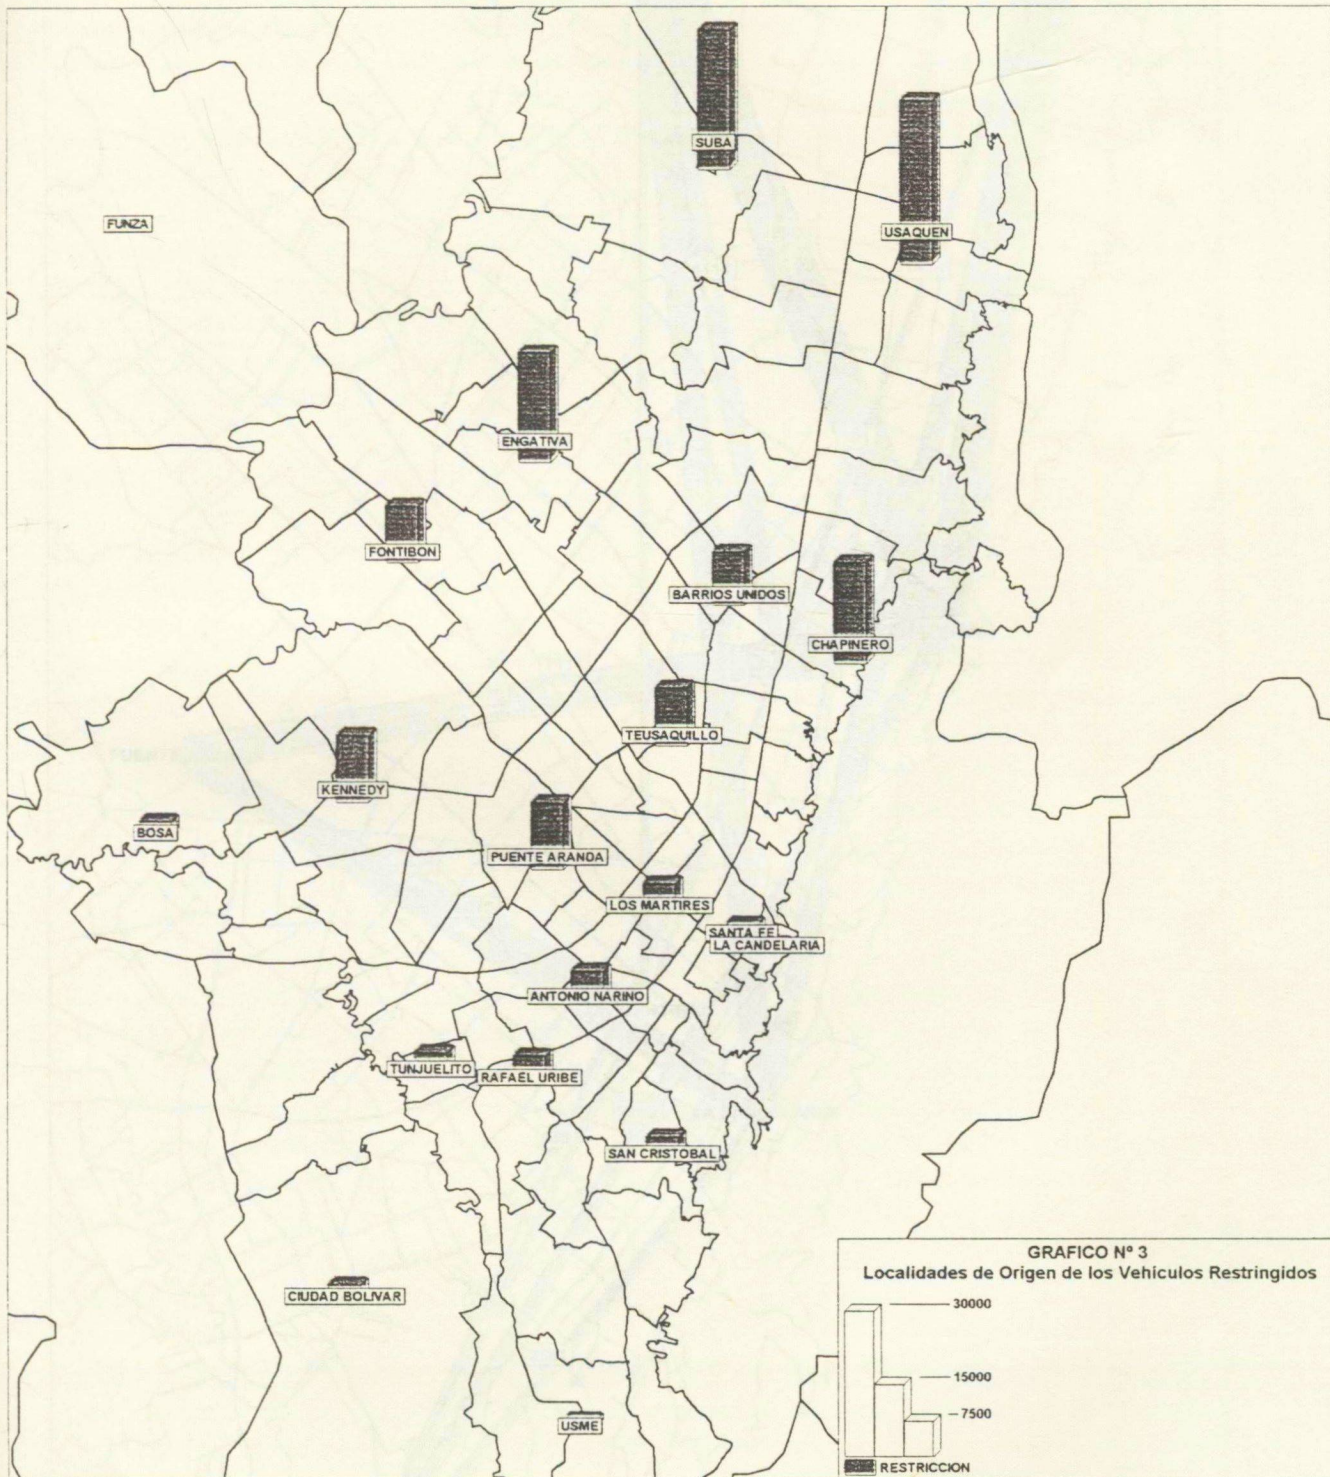 SUBA
FUNZA
USAQUEN
ENGATIVA
FONTIBON
BARRIOS UNIDOS
CHAPINERO
TEUSAQUILLO
KENNEDY
BOSA
PUENTE ARANDA
LOS MARTIRES
SANTA FE
LA CANDELARIA
ANTONIO NARINO
TUNJUELITO
RAFAEL URIBE
SAN CRISTOBAL
CIUDAD BOLIVAR
USME
GRAFICO Nº 3
Localidades de Origen de los Vehiculos Restringidos
30000
15000
7500
RESTRICCION